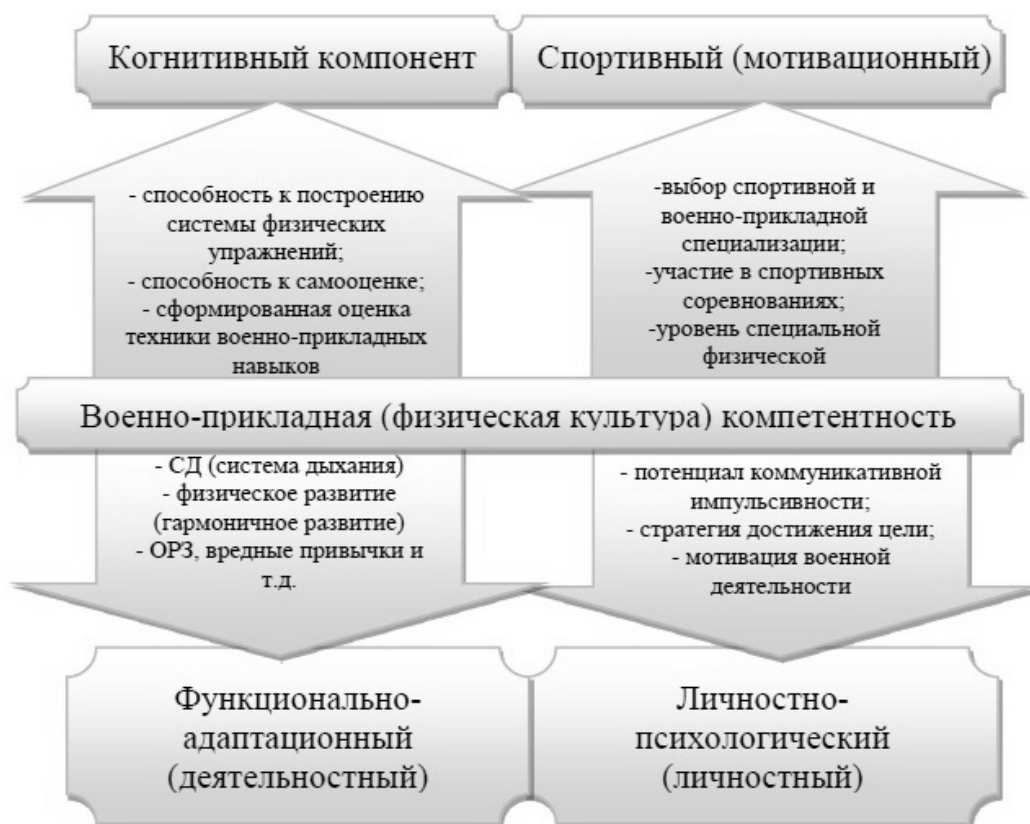 Когнитивный компонент
Спортивный (мотивационный)
- способность к построению
системы физических
упражнений;
- способность к самооценке;
- сформированная оценка
техники военно-прикладных
навыков
-выбор спортивной и
военно-прикладной
специализации;
-участие в спортивных
соревнованиях;
-уровень специальной
физической
Военно-прикладная (физическая культура) компетентность
- СД (система дыхания)
- физическое развитие
(гармоничное развитие)
- ОРЗ, вредные привычки и
т.д.
- потенциал коммуникативной
импульсивности;
- стратегия достижения цели;
- мотивация военной
деятельности
Функционально-
адаптационный
(деятельностный)
Личностно-
психологический
(личностный)